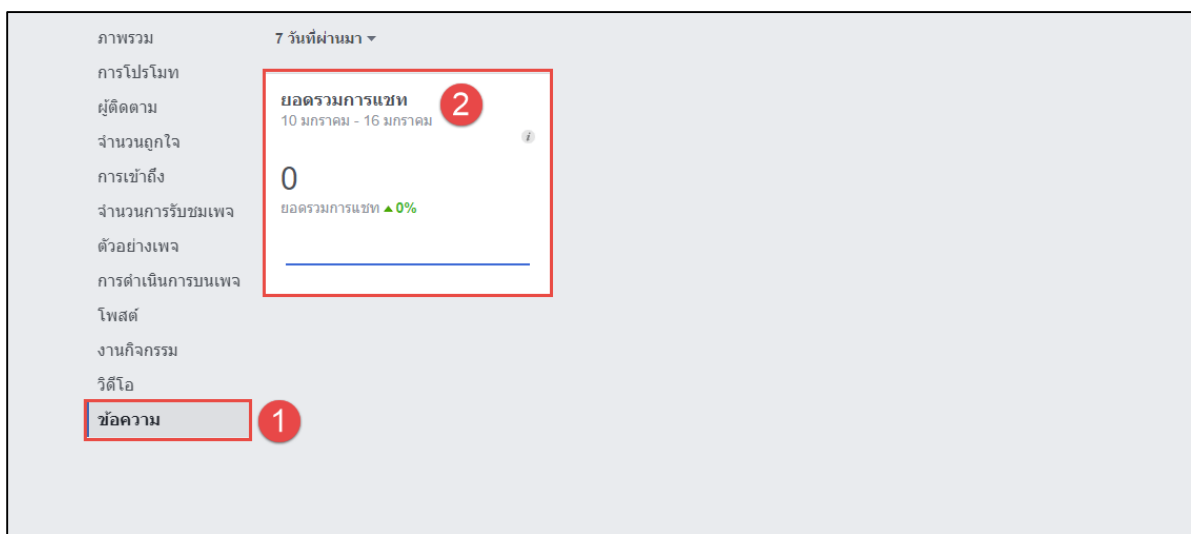 ภาพรวม
การโปรโมท
ผู้ติดตาม
จำนวนถูกใจ
การเข้าถึง
จำนวนการรับชมเพจ
ตัวอย่างเพจ
การดำเนินการบนเพจ
โพสต์
งานกิจกรรม
วิดีโอ
ข้อความ
1
7 วันที่ผ่านมา
ยอดรวมการแชท
2
10 มกราคม - 16 มกราคม
i
0
ยอดรวมการแชท ▲ 0%